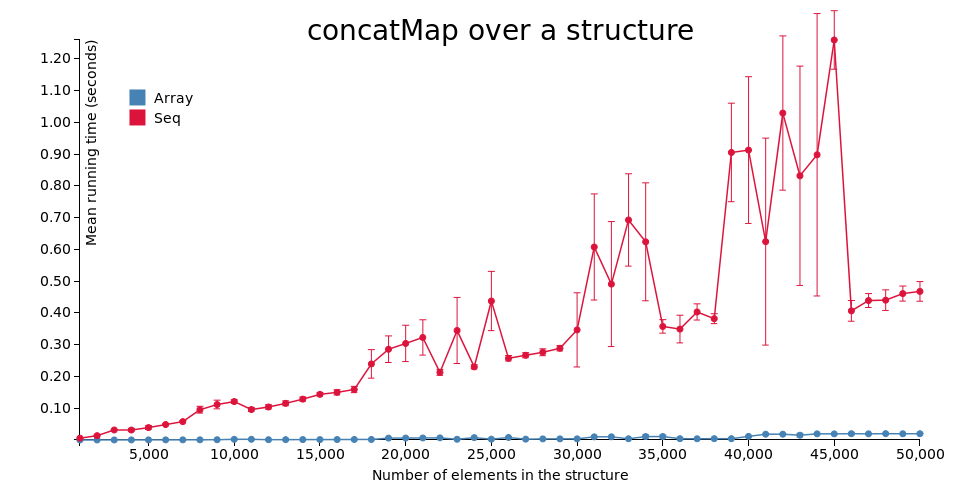 concatMap over a structure
Mean running time (seconds)
1.20
1.10
1.00
0.90
0.80
0.70
0.60
0.50
0.40
0.30
0.20
0.10
Array
Seq
5,000 10,000 15,000 20,000 25,000 30,000 35,000 40,000 45,000 50,000
Number of elements in the structure